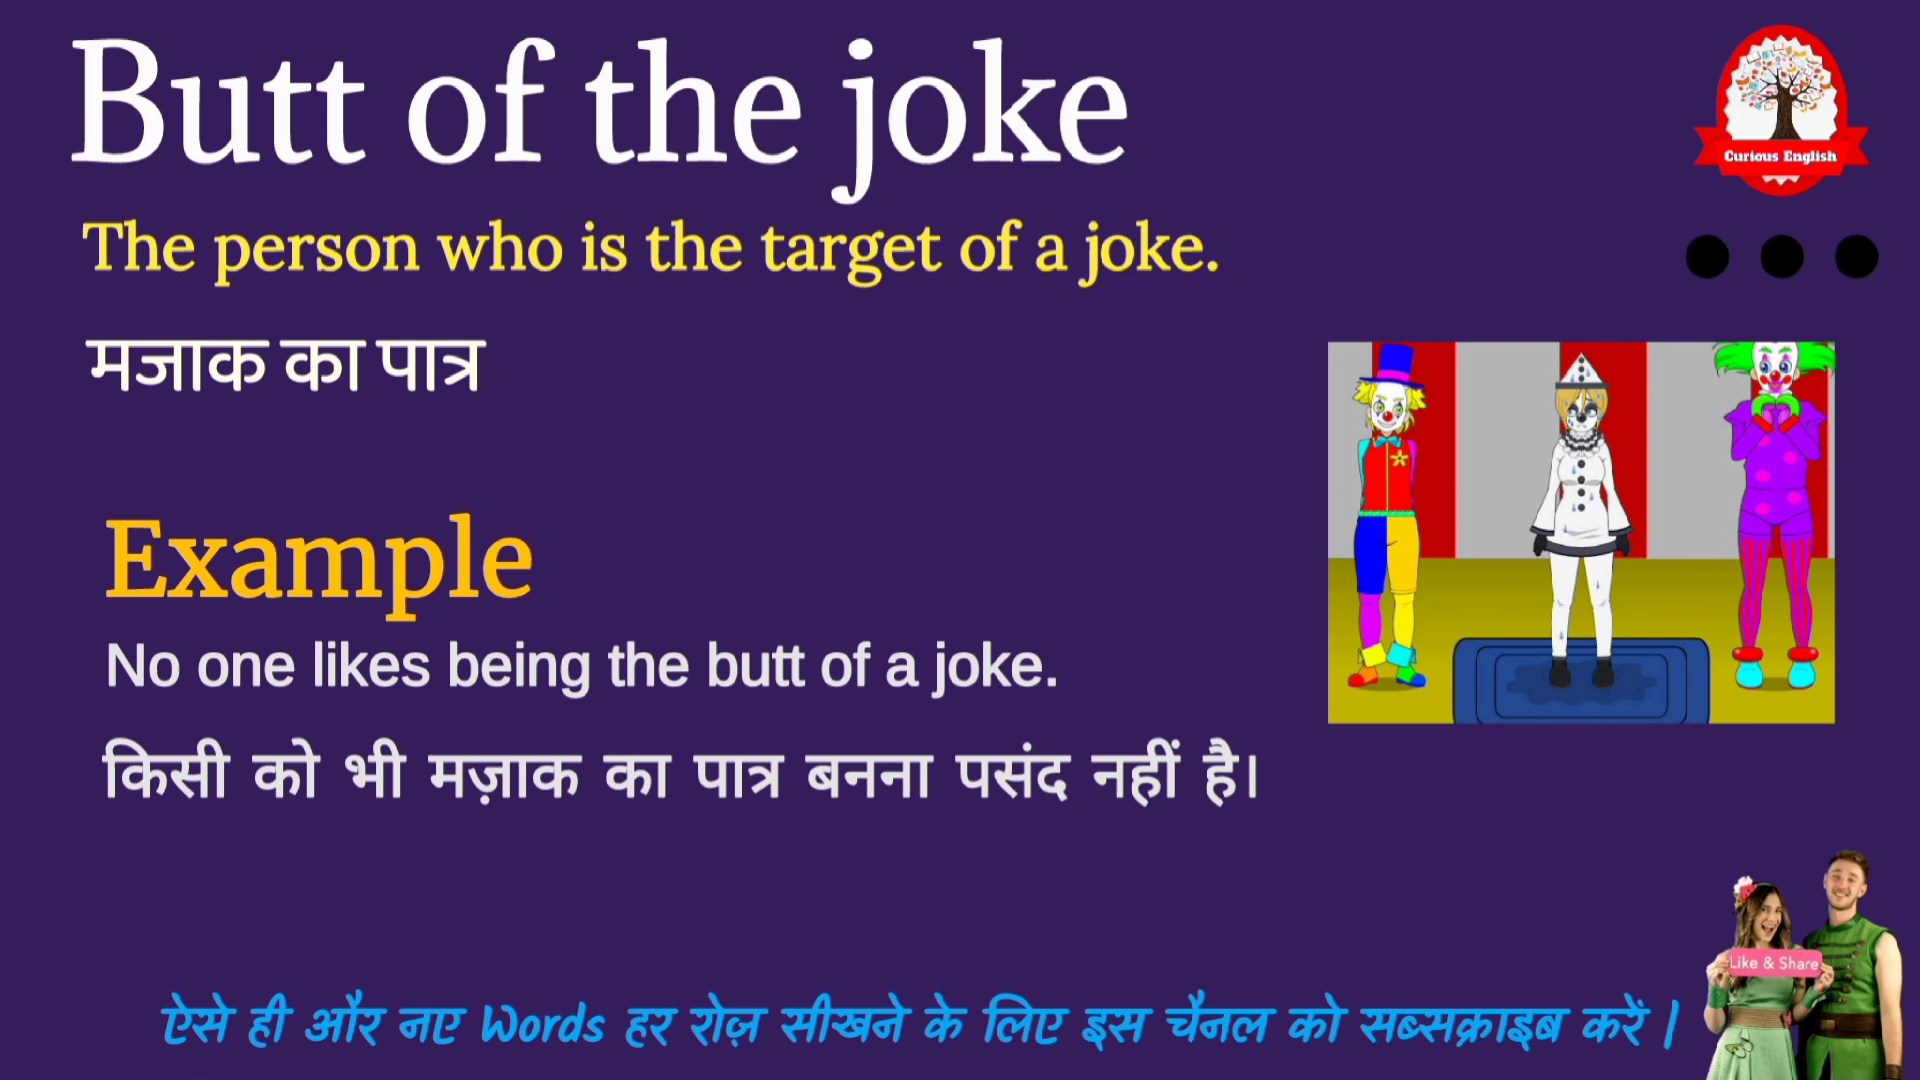 Butt of the joke
Curious English
The person who is the target of a joke.
मजाक का पात्र
Example
No one likes being the butt of a joke.
किसी को भी मज़ाक का पात्र बनना पसंद नहीं है।
Like & Share
ऐसे ही और नए Words हर रोज़ सीखने के लिए इस चैनल को सब्सक्राइब करें |